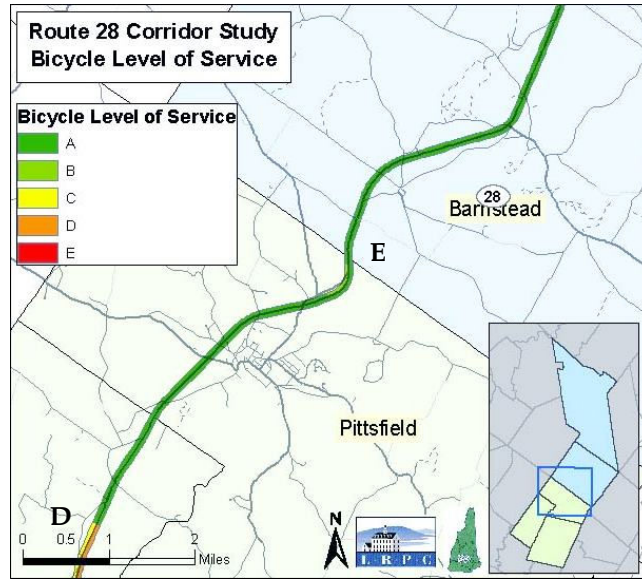 Route 28 Corridor Study
Bicycle Level of Service
Bicycle Level of Service
A
B
C
D
E
28
Barnstead
E
Pittsfield
D
0 0.5 1 2
Miles
N
L R P C